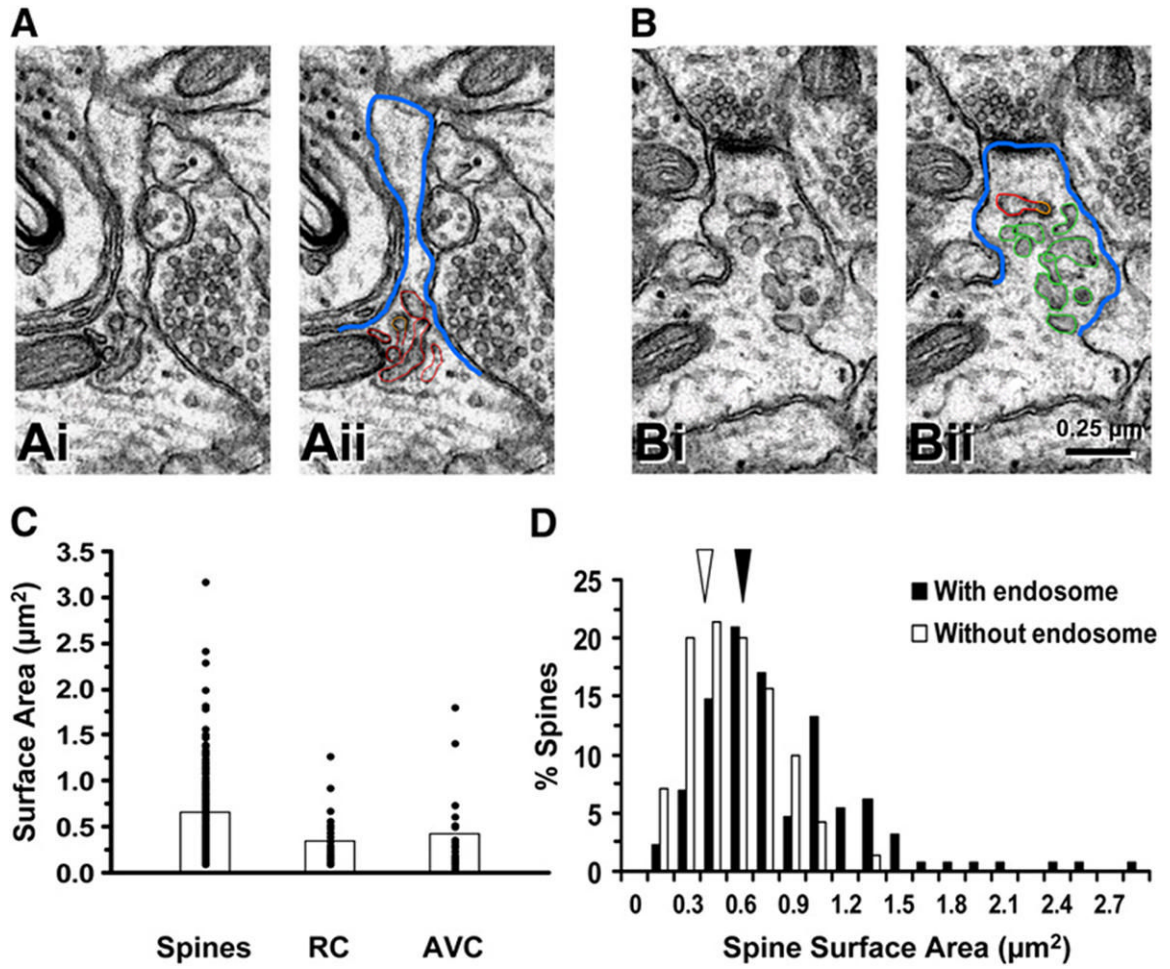 A
B
Ai
Aii
Bi
Bii
0.25 µm
C
D
Surface Area (µm²)
3.5
3.0
2.5
2.0
1.5
1.0
0.5
0.0
Spines RC AVC
% Spines
25
20
15
10
5
0
With endosome
Without endosome
0 0.3 0.6 0.9 1.2 1.5 1.8 2.1 2.4 2.7
Spine Surface Area (µm²)